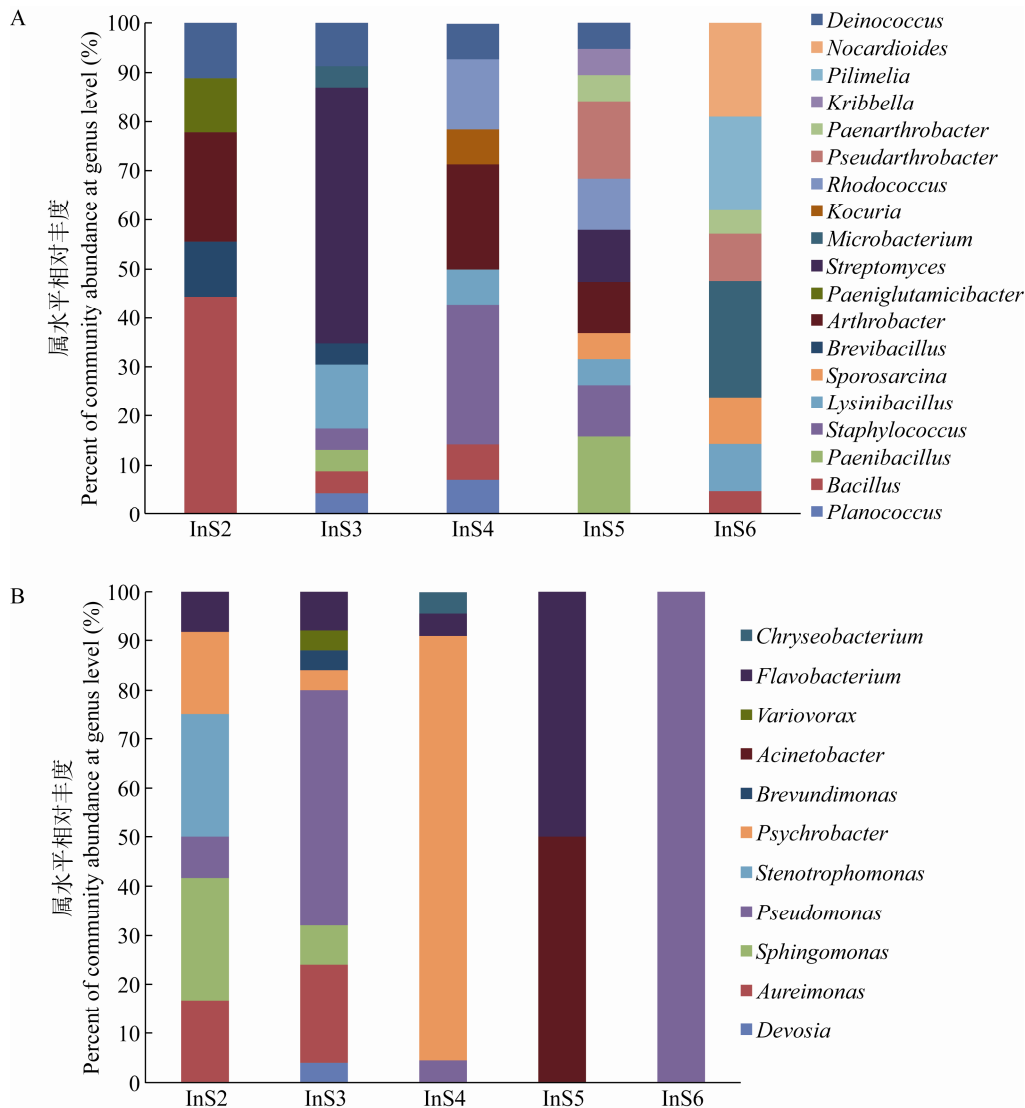 A
属水平相对丰度
Percent of community abundance at genus level (%)
100
90
80
70
60
50
40
30
20
10
0
InS2
InS3
InS4
InS5
InS6
Deinococcus
Nocardioides
Pilimelia
Kribbella
Paenarthrobacter
Pseudarthrobacter
Rhodococcus
Kocuria
Microbacterium
Streptomyces
Paeniglutamicibacter
Arthrobacter
Brevibacillus
Sporosarcina
Lysinibacillus
Staphylococcus
Paenibacillus
Bacillus
Planococcus
B
属水平相对丰度
Percent of community abundance at genus level (%)
100
90
80
70
60
50
40
30
20
10
0
InS2
InS3
InS4
InS5
InS6
Chryseobacterium
Flavobacterium
Variovorax
Acinetobacter
Brevundimonas
Psychrobacter
Stenotrophomonas
Pseudomonas
Sphingomonas
Aureimonas
Devosia